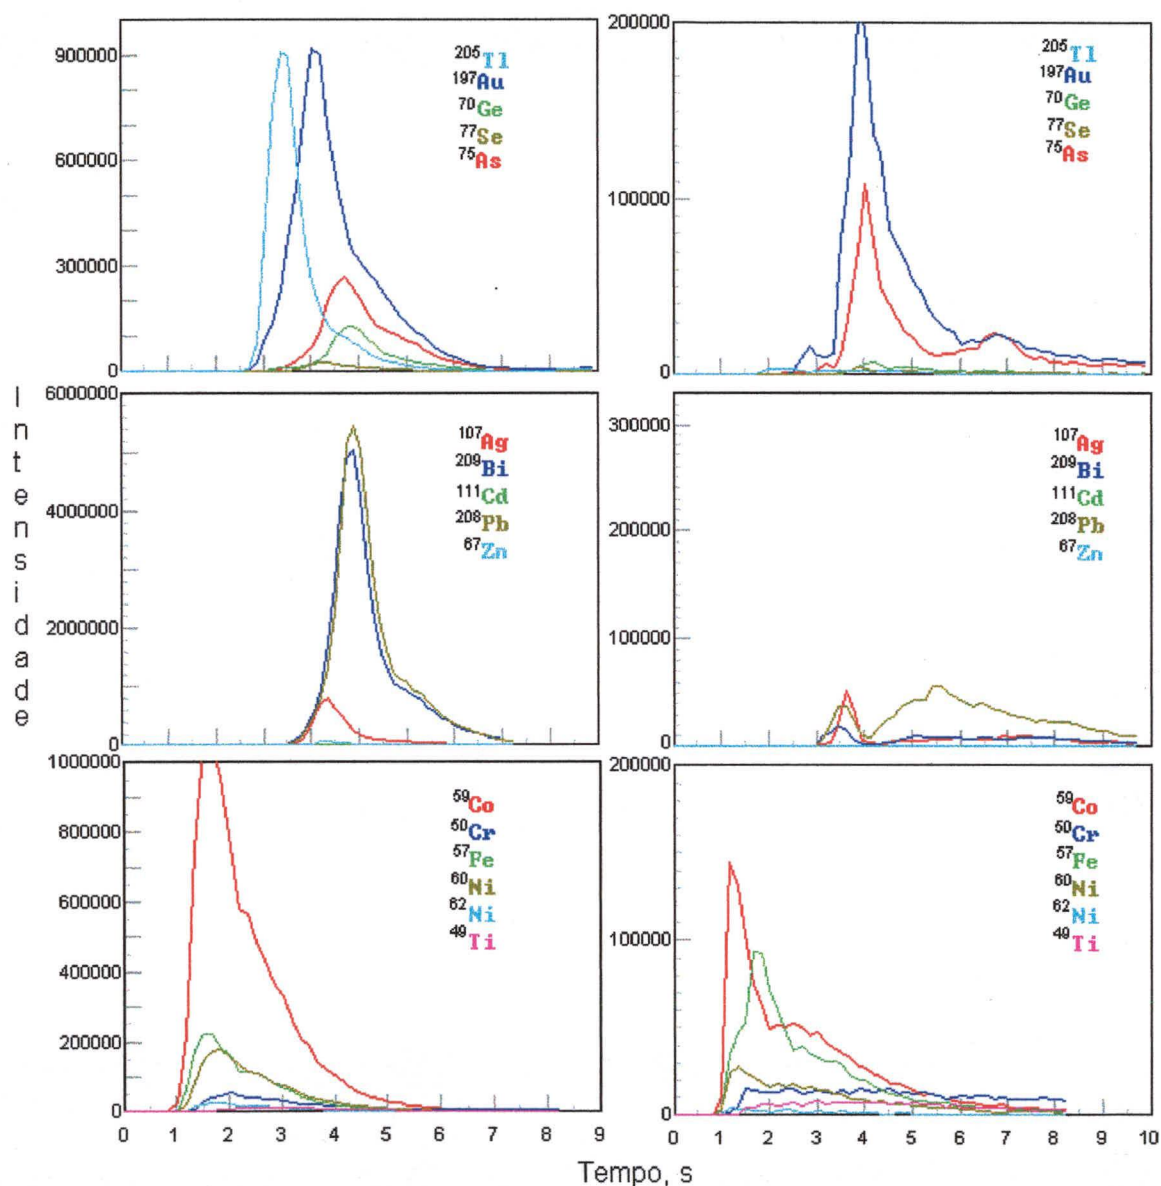 900000
600000
300000
0
²⁰⁵Tl
¹⁹⁷Au
⁷⁰Ge
⁷⁷Se
⁷⁵As
200000
100000
0
²⁰⁵Tl
¹⁹⁷Au
⁷⁰Ge
⁷⁷Se
⁷⁵As
Intensidade
6000000
4000000
2000000
0
¹⁰⁷Ag
²⁰⁹Bi
¹¹¹Cd
²⁰⁸Pb
⁶⁷Zn
300000
200000
100000
0
¹⁰⁷Ag
²⁰⁹Bi
¹¹¹Cd
²⁰⁸Pb
⁶⁷Zn
1000000
800000
600000
400000
200000
0
⁵⁹Co
⁵⁰Cr
⁵⁷Fe
⁶⁰Ni
⁶²Ni
⁴⁹Ti
0 1 2 3 4 5 6 7 8 9
200000
100000
0
⁵⁹Co
⁵⁰Cr
⁵⁷Fe
⁶⁰Ni
⁶²Ni
⁴⁹Ti
0 1 2 3 4 5 6 7 8 9 10
Tempo, s